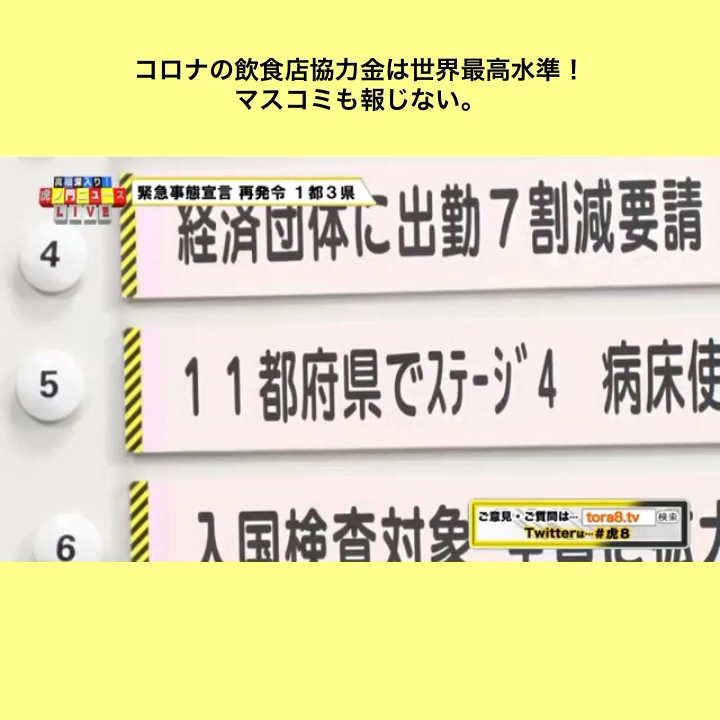 コロナの飲食店協力金は世界最高水準！
マスコミも報じない。
真相深入り！
虎ノ門ニュース
LIVE
緊急事態宣言 再発令 １都３県
4
経済団体に出勤７割減要請
5
１１都府県でステージ４ 病床使
6
入国検査対象
ご意見・ご質問は… tora8.tv 検索
Twitterは…#虎8